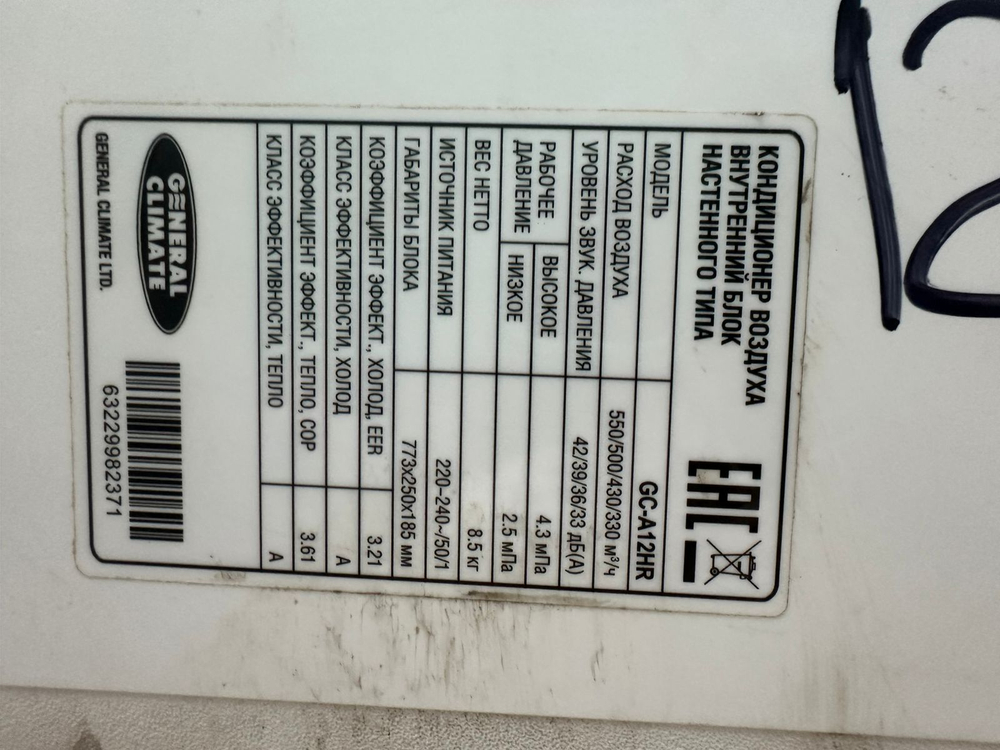 12
КОНДИЦИОНЕР ВОЗДУХА
ВНУТРЕННИЙ БЛОК
НАСТЕННОГО ТИПА
EAC
МОДЕЛЬ GC-A12HR
РАСХОД ВОЗДУХА 550/500/430/330 м³/ч
УРОВЕНЬ ЗВУК. ДАВЛЕНИЯ 42/39/36/33 дБ(А)
РАБОЧЕЕ ДАВЛЕНИЕ ВЫСОКОЕ 4.3 мПа
НИЗКОЕ 2.5 мПа
ВЕС НЕТТО 8.5 кг
ИСТОЧНИК ПИТАНИЯ 220-240~/50/1
ГАБАРИТЫ БЛОКА 773x250x185 мм
КОЭФФИЦИЕНТ ЭФФЕКТ., ХОЛОД, EER 3.21
КЛАСС ЭФФЕКТИВНОСТИ, ХОЛОД А
КОЭФФИЦИЕНТ ЭФФЕКТ., ТЕПЛО, COP 3.61
КЛАСС ЭФФЕКТИВНОСТИ, ТЕПЛО А
GENERAL
CLIMATE
GENERAL CLIMATE LTD.
63229982371